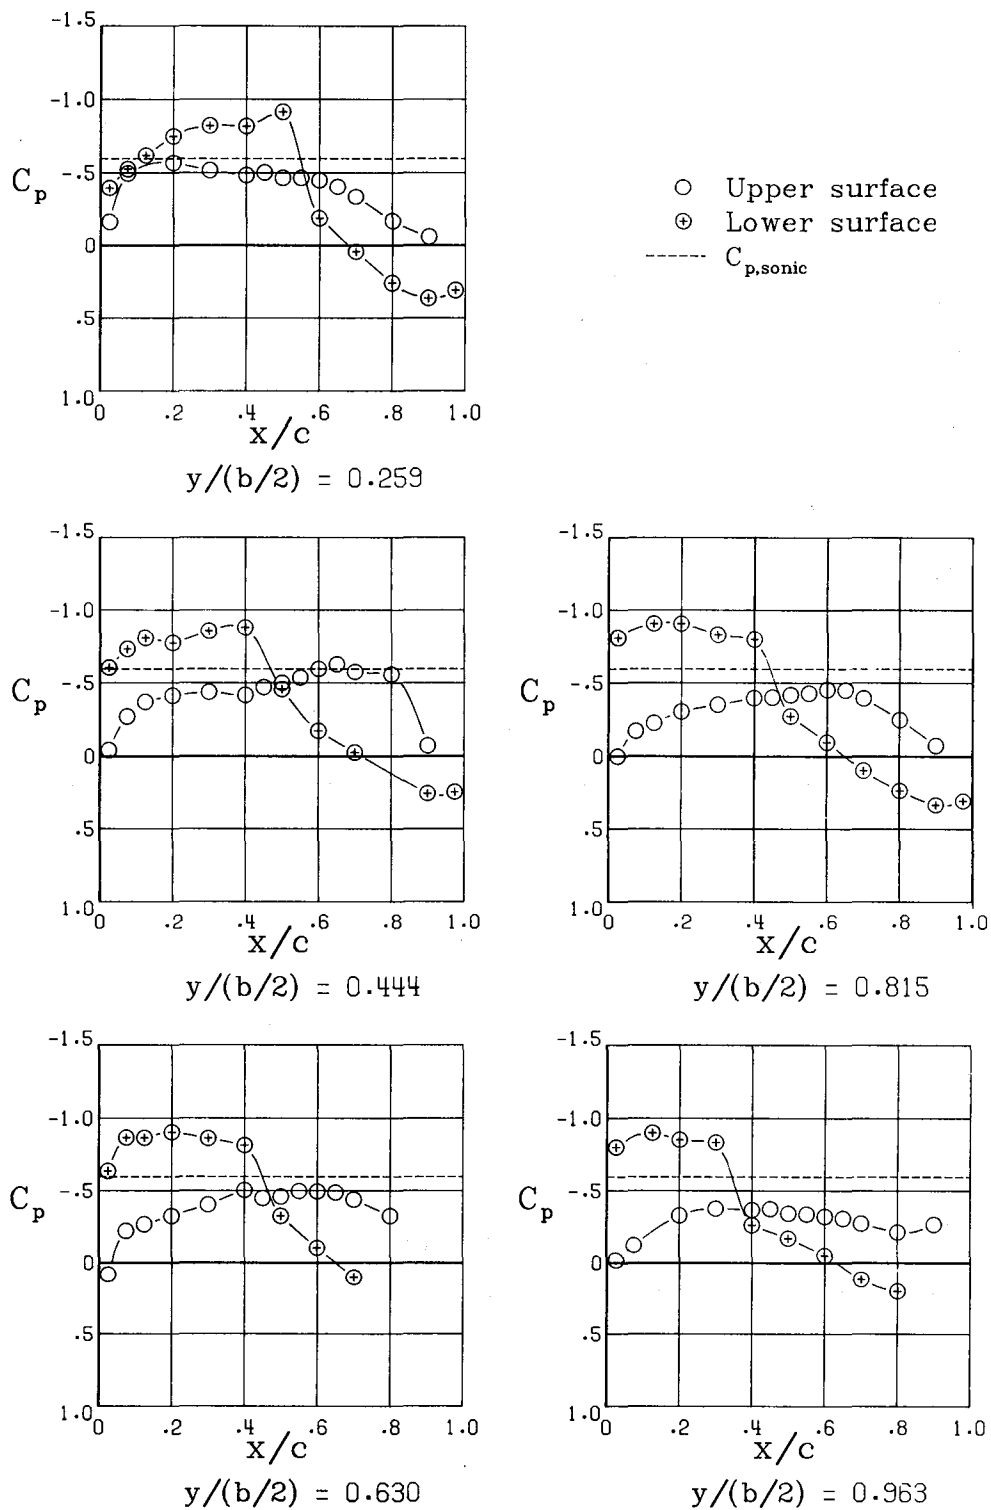 -1.5
-1.0
-.5
0
.5
1.0
C_p
0 .2 .4 .6 .8 1.0
x/c
y/(b/2) = 0.259
Upper surface
Lower surface
C_p,sonic
-1.5
-1.0
-.5
0
.5
1.0
C_p
0 .2 .4 .6 .8 1.0
x/c
y/(b/2) = 0.444
-1.5
-1.0
-.5
0
.5
1.0
C_p
0 .2 .4 .6 .8 1.0
x/c
y/(b/2) = 0.815
-1.5
-1.0
-.5
0
.5
1.0
C_p
0 .2 .4 .6 .8 1.0
x/c
y/(b/2) = 0.630
-1.5
-1.0
-.5
0
.5
1.0
C_p
0 .2 .4 .6 .8 1.0
x/c
y/(b/2) = 0.963